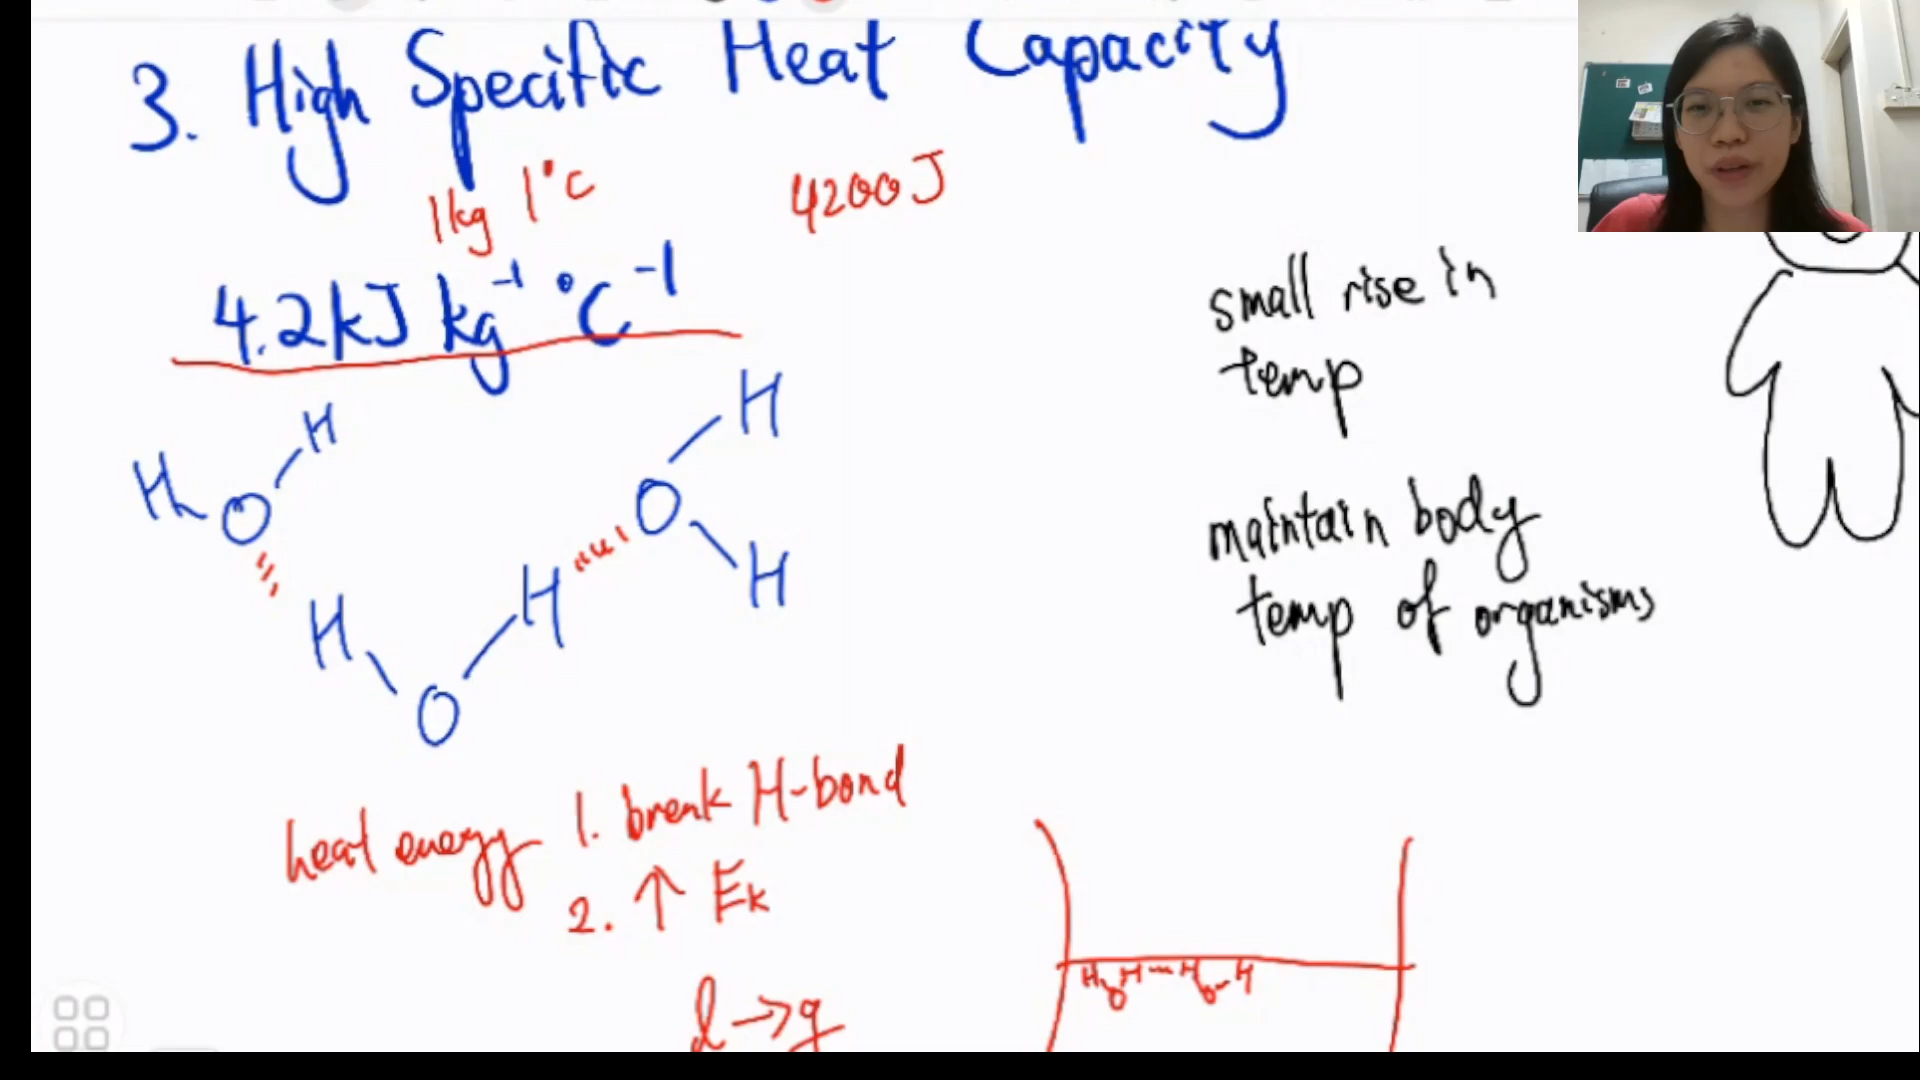 3. High Specific Heat Capacity
1kg 1°C 4200J
4.2kJ kg⁻¹ °C⁻¹
small rise in
temp
H H
O
H
O
H
H H
O
maintain body
temp of organisms
heat energy 1. break H-bond
2. ↑ Ek
H H H H
O O
l → g